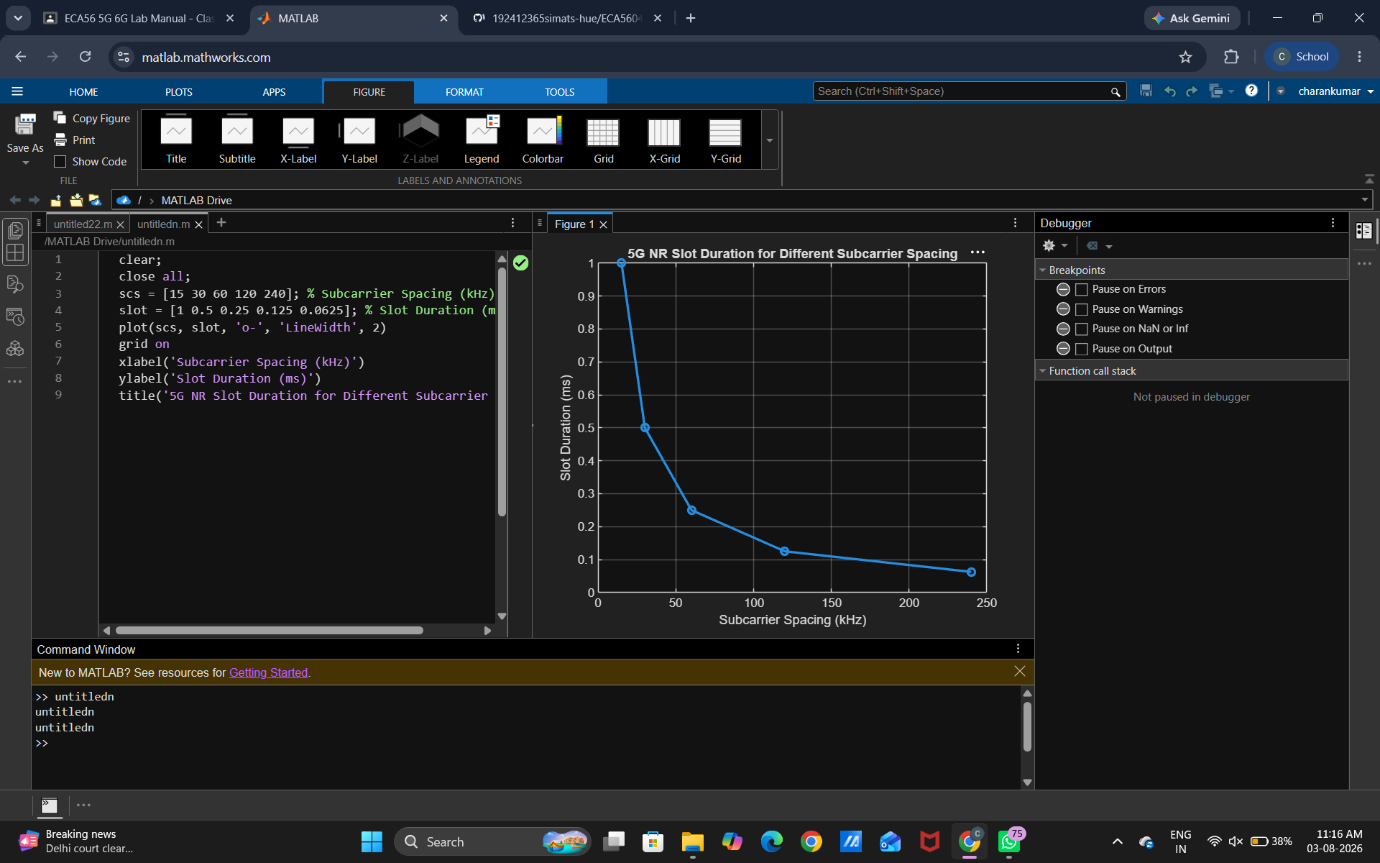 ECA56 5G 6G Lab Manual - Clas
MATLAB
192412365simats-hue/ECA5604
Ask Gemini
matlab.mathworks.com
C School
HOME PLOTS APPS FIGURE FORMAT TOOLS
Search (Ctrl+Shift+Space)
charankumar
Save As
Copy Figure
Print
Show Code
FILE
Title Subtitle X-Label Y-Label Z-Label Legend Colorbar Grid X-Grid Y-Grid
LABELS AND ANNOTATIONS
/ › MATLAB Drive
untitled22.m untitledn.m
/MATLAB Drive/untitledn.m
1 clear;
2 close all;
3 scs = [15 30 60 120 240]; % Subcarrier Spacing (kHz)
4 slot = [1 0.5 0.25 0.125 0.0625]; % Slot Duration (m
5 plot(scs, slot, 'o-', 'LineWidth', 2)
6 grid on
7 xlabel('Subcarrier Spacing (kHz)')
8 ylabel('Slot Duration (ms)')
9 title('5G NR Slot Duration for Different Subcarrier
Figure 1
5G NR Slot Duration for Different Subcarrier Spacing
1
0.9
0.8
0.7
0.6
0.5
0.4
0.3
0.2
0.1
0
Slot Duration (ms)
0 50 100 150 200 250
Subcarrier Spacing (kHz)
Debugger
Breakpoints
Pause on Errors
Pause on Warnings
Pause on NaN or Inf
Pause on Output
Function call stack
Not paused in debugger
Command Window
New to MATLAB? See resources for Getting Started.
>> untitledn
untitledn
untitledn
>>
Breaking news
Delhi court clear...
Search
C
75
ENG
IN
38%
11:16 AM
03-08-2026